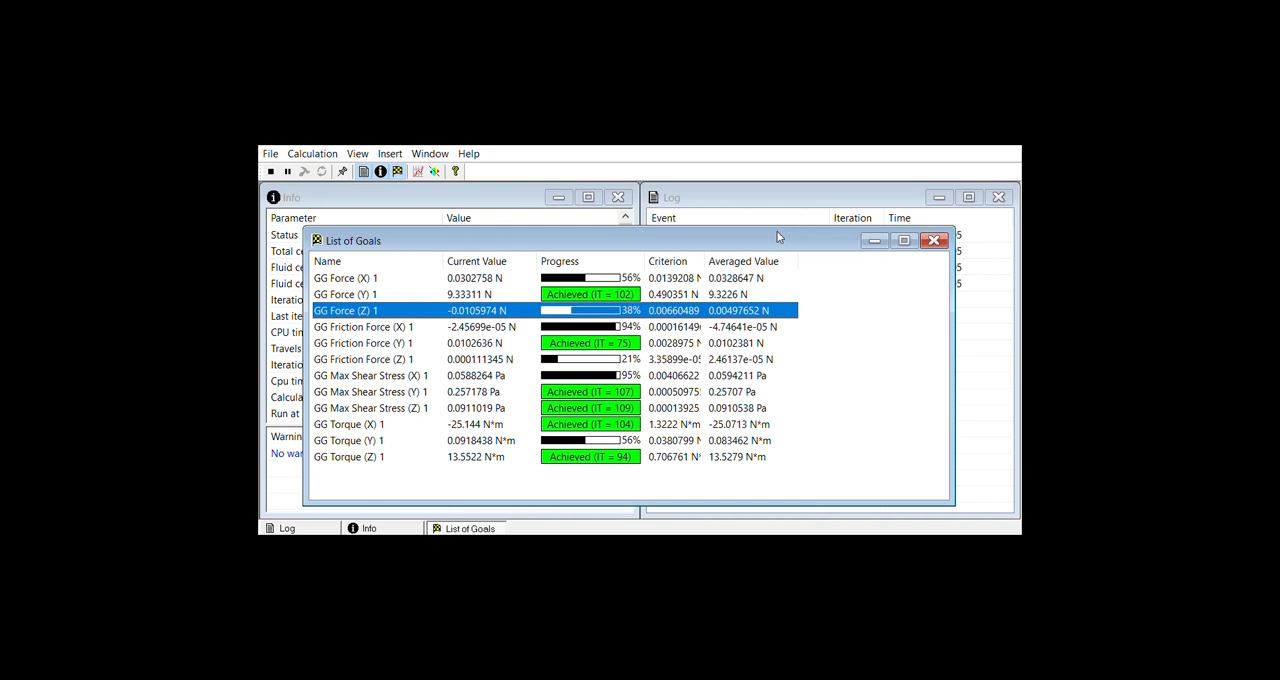 File Calculation View Insert Window Help
Info
Log
Parameter Value
Event Iteration Time
Status
List of Goals
Total ce
Fluid ce
Fluid ce
Iteratio
Last ite
CPU tin
Travels
Iteratio
Cpu tim
Calcula
Run at
Warnin
No war
Name Current Value Progress Criterion Averaged Value
GG Force (X) 1 0.0302758 N 56% 0.0139208 N 0.0328647 N
GG Force (Y) 1 9.33311 N Achieved (IT = 102) 0.490351 N 9.3226 N
GG Force (Z) 1 -0.0105974 N 38% 0.00660489 0.00497652 N
GG Friction Force (X) 1 -2.45699e-05 N 94% 0.00016149 -4.74641e-05 N
GG Friction Force (Y) 1 0.0102636 N Achieved (IT = 75) 0.0028975 N 0.0102381 N
GG Friction Force (Z) 1 0.000111345 N 21% 3.35899e-05 2.46137e-05 N
GG Max Shear Stress (X) 1 0.0588264 Pa 95% 0.00406622 0.0594211 Pa
GG Max Shear Stress (Y) 1 0.257178 Pa Achieved (IT = 107) 0.00050975 0.25707 Pa
GG Max Shear Stress (Z) 1 0.0911019 Pa Achieved (IT = 109) 0.00013925 0.0910538 Pa
GG Torque (X) 1 -25.144 N*m Achieved (IT = 104) 1.3222 N*m -25.0713 N*m
GG Torque (Y) 1 0.0918438 N*m 56% 0.0380799 N 0.083462 N*m
GG Torque (Z) 1 13.5522 N*m Achieved (IT = 94) 0.706761 N* 13.5279 N*m
Log Info List of Goals